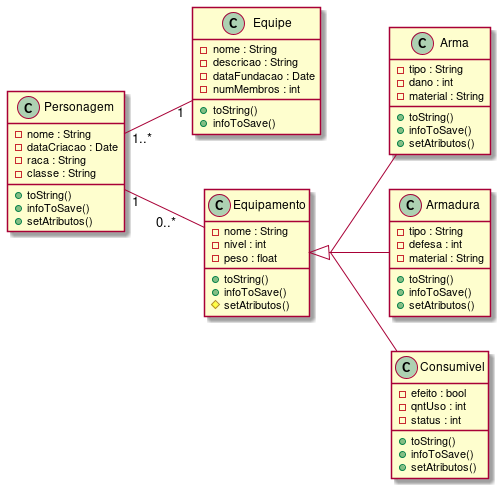 C Equipe
nome : String
descricao : String
dataFundacao : Date
numMembros : int
toString()
infoToSave()
C Personagem
nome : String
dataCriacao : Date
raca : String
classe : String
toString()
infoToSave()
setAtributos()
1
1..*
1
0..*
C Equipamento
nome : String
nivel : int
peso : float
toString()
infoToSave()
setAtributos()
C Arma
tipo : String
dano : int
material : String
toString()
infoToSave()
setAtributos()
C Armadura
tipo : String
defesa : int
material : String
toString()
infoToSave()
setAtributos()
C Consumivel
efeito : bool
qntUso : int
status : int
toString()
infoToSave()
setAtributos()